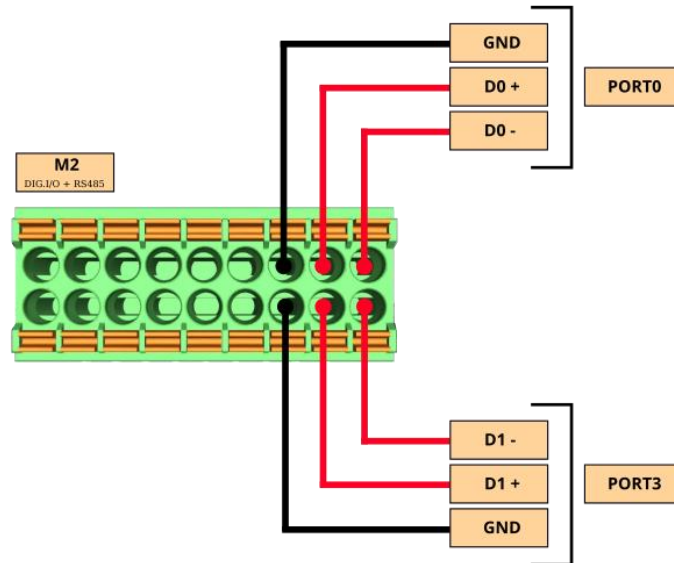 GND
D0 +
PORT0
D0 -
M2
DIG.I/O + RS485
D1 -
D1 +
PORT3
GND